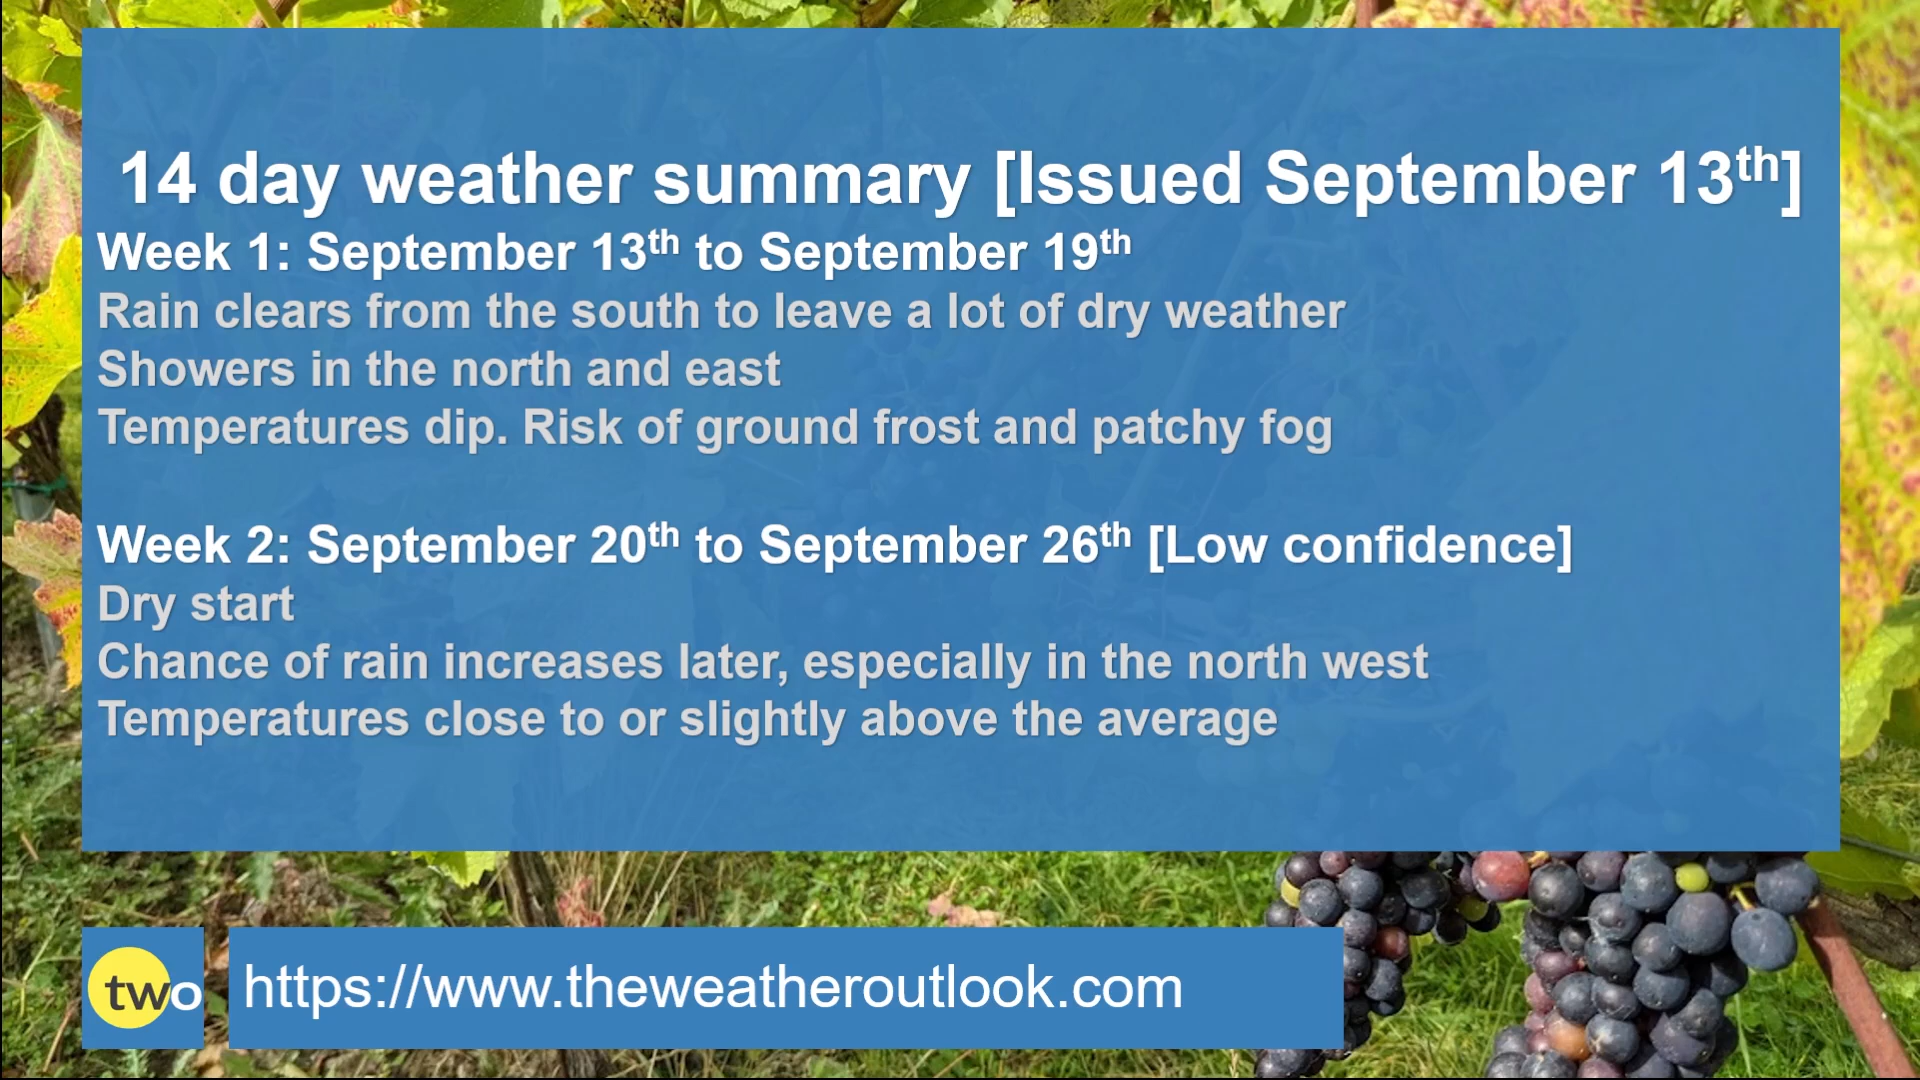 14 day weather summary [Issued September 13th]
Week 1: September 13th to September 19th
Rain clears from the south to leave a lot of dry weather
Showers in the north and east
Temperatures dip. Risk of ground frost and patchy fog
Week 2: September 20th to September 26th [Low confidence]
Dry start
Chance of rain increases later, especially in the north west
Temperatures close to or slightly above the average
two
https://www.theweatheroutlook.com